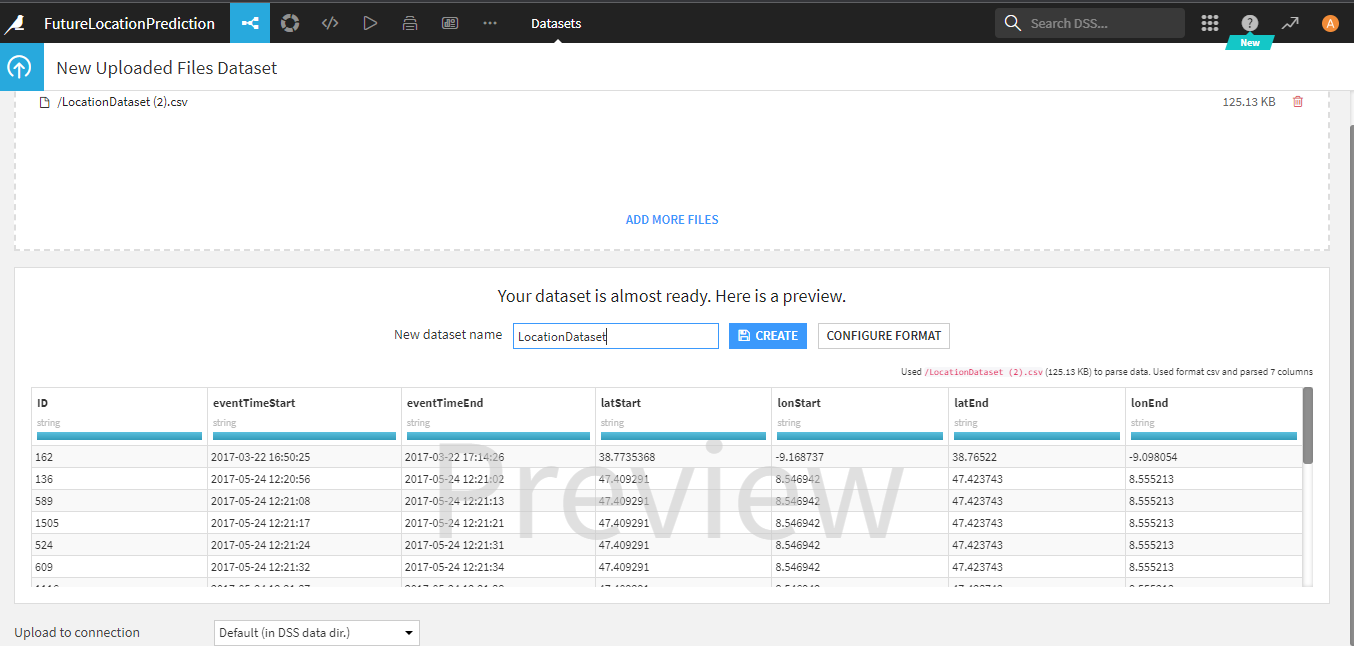 FutureLocationPrediction Datasets Search DSS... ? A
New
New Uploaded Files Dataset
/LocationDataset (2).csv 125.13 KB
ADD MORE FILES
Your dataset is almost ready. Here is a preview.
New dataset name LocationDataset CREATE CONFIGURE FORMAT
Used /LocationDataset (2).csv (125.13 KB) to parse data. Used format csv and parsed 7 columns
ID eventTimeStart eventTimeEnd latStart lonStart latEnd lonEnd
string string string string string string string
162 2017-03-22 16:50:25 2017-03-22 17:14:26 38.7735368 -9.168737 38.76522 -9.098054
136 2017-05-24 12:20:56 2017-05-24 12:21:02 47.409291 8.546942 47.423743 8.555213
589 2017-05-24 12:21:08 2017-05-24 12:21:13 47.409291 8.546942 47.423743 8.555213
Preview
1505 2017-05-24 12:21:17 2017-05-24 12:21:21 47.409291 8.546942 47.423743 8.555213
524 2017-05-24 12:21:24 2017-05-24 12:21:31 47.409291 8.546942 47.423743 8.555213
609 2017-05-24 12:21:32 2017-05-24 12:21:34 47.409291 8.546942 47.423743 8.555213
Upload to connection Default (in DSS data dir.)